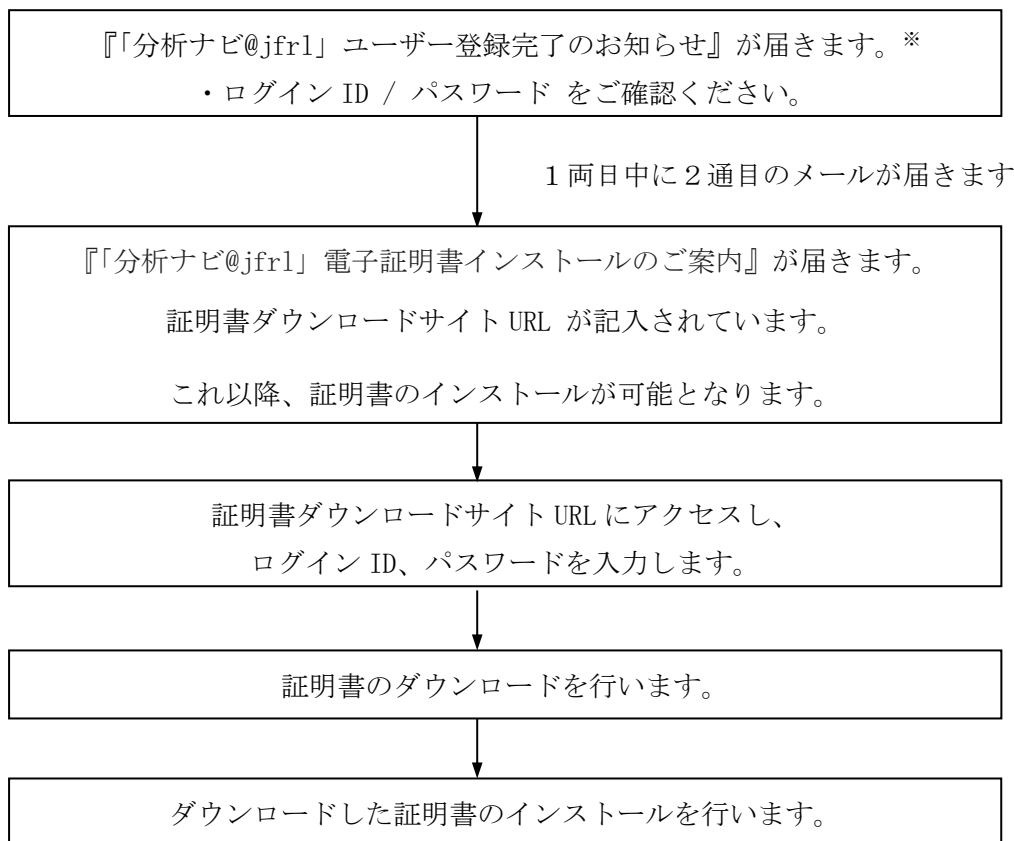 『「分析ナビ@jfrl」ユーザー登録完了のお知らせ』が届きます。※
・ログイン ID / パスワード をご確認ください。
１両日中に２通目のメールが届きます
『「分析ナビ@jfrl」電子証明書インストールのご案内』が届きます。
証明書ダウンロードサイト URL が記入されています。
これ以降、証明書のインストールが可能となります。
証明書ダウンロードサイト URL にアクセスし、
ログイン ID、パスワードを入力します。
証明書のダウンロードを行います。
ダウンロードした証明書のインストールを行います。